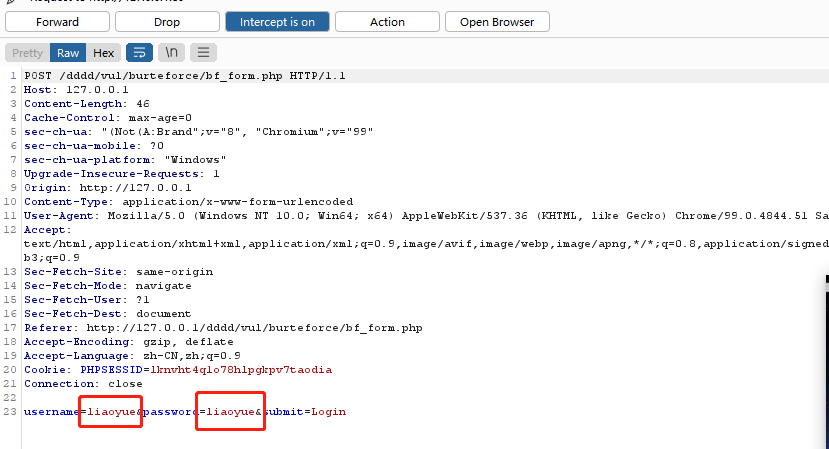 Forward Drop Intercept is on Action Open Browser
Pretty Raw Hex \n
1 POST /dddd/vul/burteforce/bf_form.php HTTP/1.1
2 Host: 127.0.0.1
3 Content-Length: 46
4 Cache-Control: max-age=0
5 sec-ch-ua: "(Not(A:Brand";v="8", "Chromium";v="99"
6 sec-ch-ua-mobile: ?0
7 sec-ch-ua-platform: "Windows"
8 Upgrade-Insecure-Requests: 1
9 Origin: http://127.0.0.1
10 Content-Type: application/x-www-form-urlencoded
11 User-Agent: Mozilla/5.0 (Windows NT 10.0; Win64; x64) AppleWebKit/537.36 (KHTML, like Gecko) Chrome/99.0.4844.51 Sa
12 Accept:
text/html,application/xhtml+xml,application/xml;q=0.9,image/avif,image/webp,image/apng,*/*;q=0.8,application/signed
b3;q=0.9
13 Sec-Fetch-Site: same-origin
14 Sec-Fetch-Mode: navigate
15 Sec-Fetch-User: ?1
16 Sec-Fetch-Dest: document
17 Referer: http://127.0.0.1/dddd/vul/burteforce/bf_form.php
18 Accept-Encoding: gzip, deflate
19 Accept-Language: zh-CN,zh;q=0.9
20 Cookie: PHPSESSID=lknvht4qlo78hlpgkpv7taodia
21 Connection: close
22
23 username=liaoyue&password=liaoyue&submit=Login